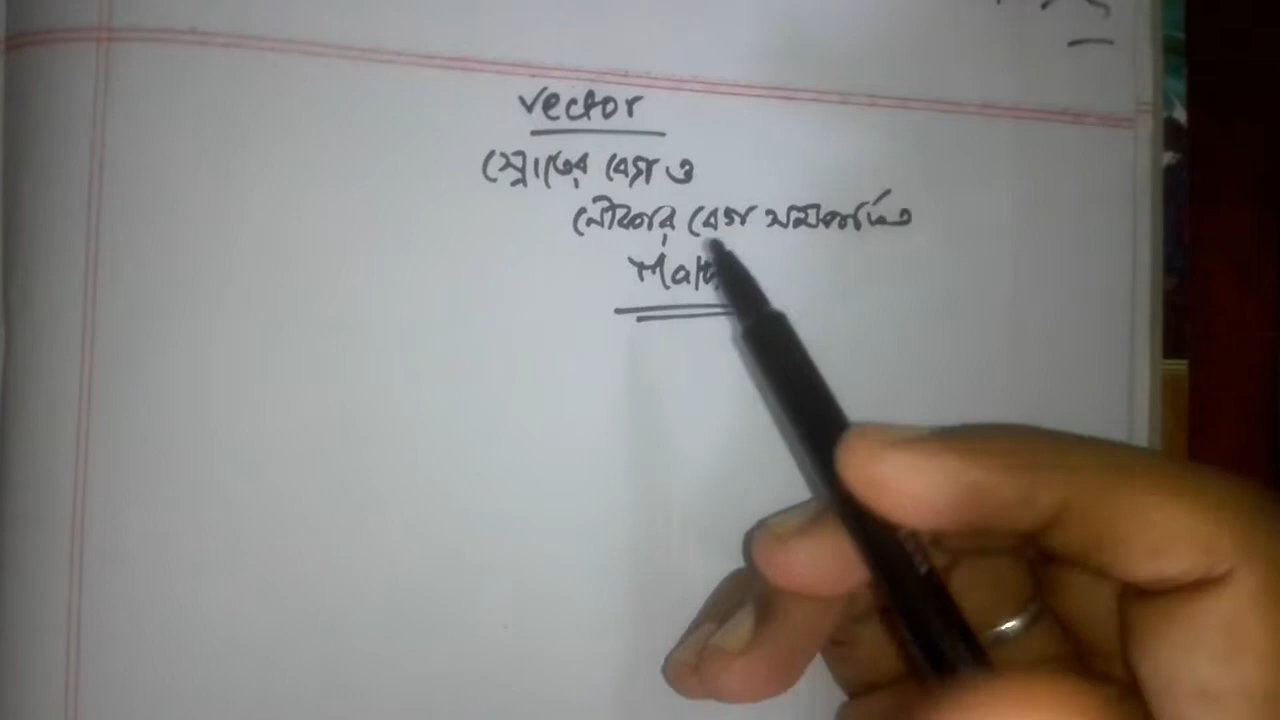 Vector
স্রোতের বেগ ও
নৌকার বেগ সম্পর্কিত
Math